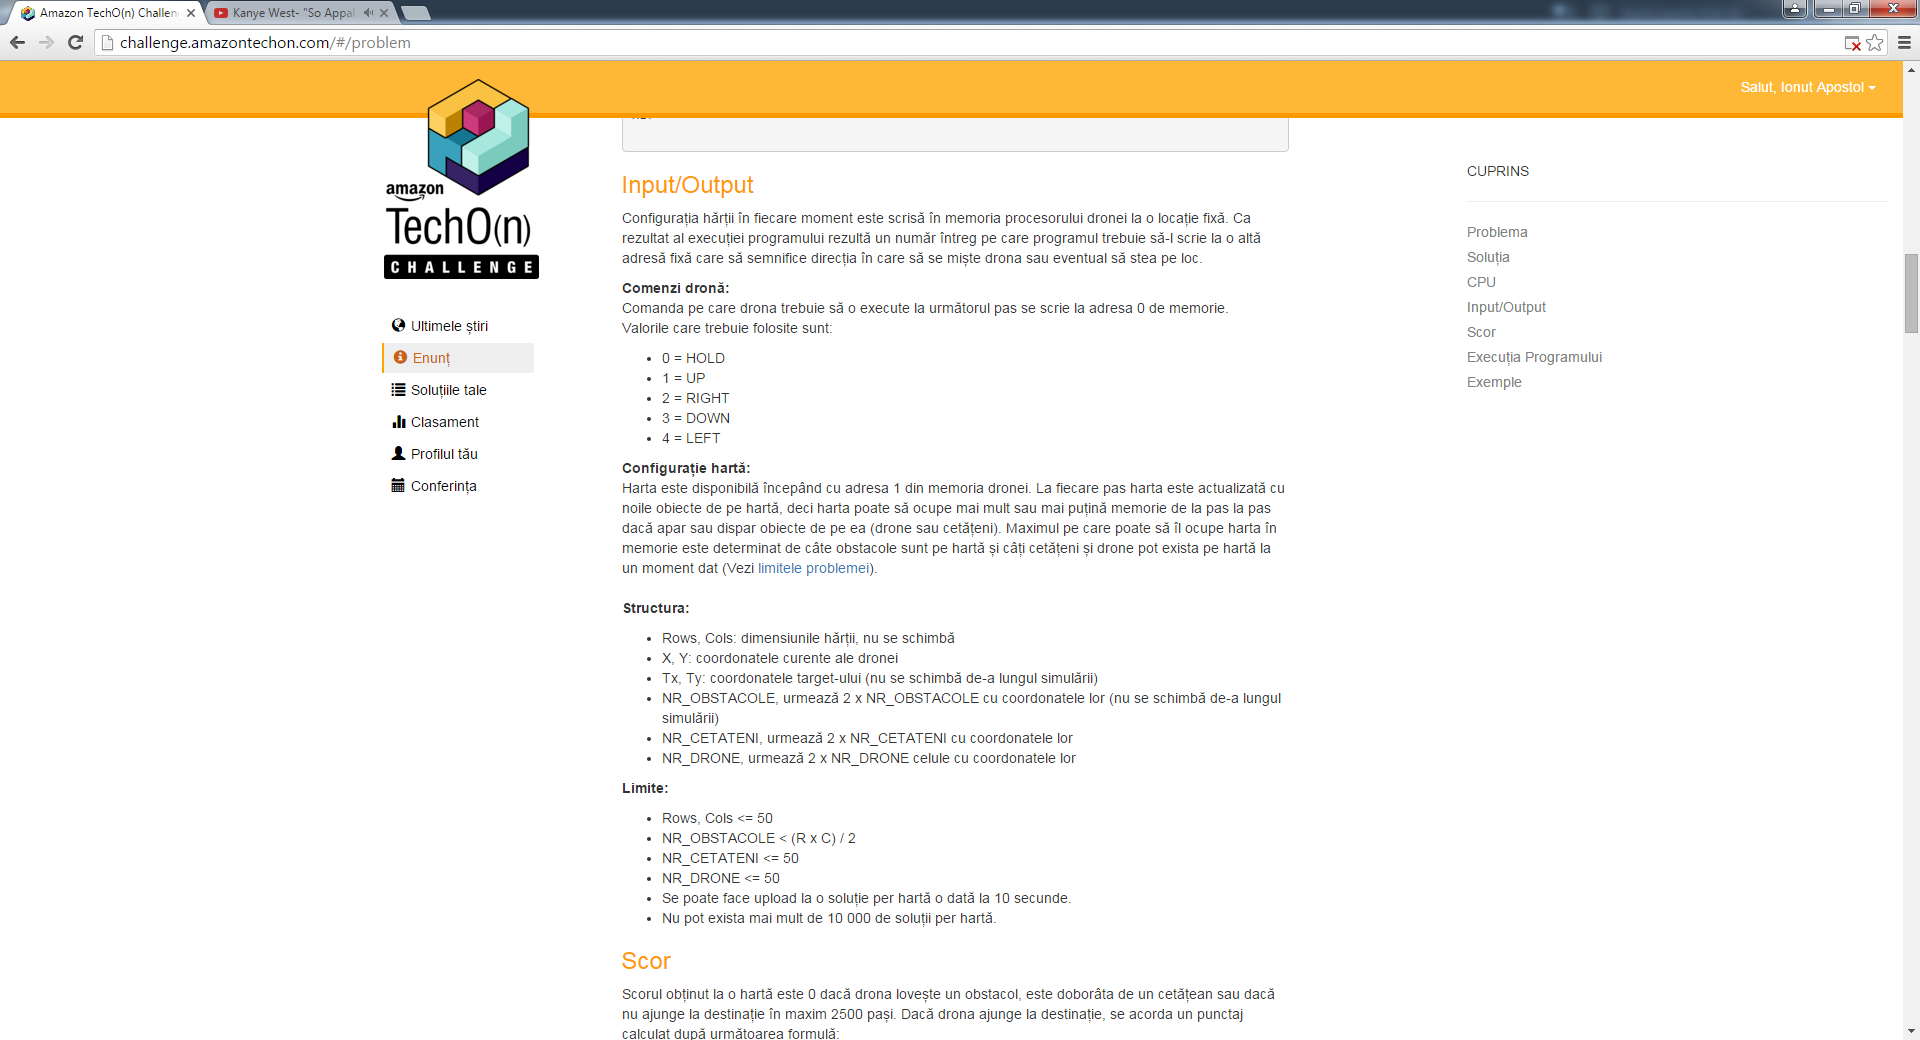 Amazon TechO(n) Challen
Kanye West- "So Appal
challenge.amazontechon.com/#/problem
Salut, Ionut Apostol
amazon
TechO(n)
CHALLENGE
Ultimele știri
Enunț
Soluțiile tale
Clasament
Profilul tău
Conferința
Input/Output
Configurația hărții în fiecare moment este scrisă în memoria procesorului dronei la o locație fixă. Ca
rezultat al execuției programului rezultă un număr întreg pe care programul trebuie să-l scrie la o altă
adresă fixă care să semnifice direcția în care să se miște drona sau eventual să stea pe loc.
Comenzi dronă:
Comanda pe care drona trebuie să o execute la următorul pas se scrie la adresa 0 de memorie.
Valorile care trebuie folosite sunt:
• 0 = HOLD
• 1 = UP
• 2 = RIGHT
• 3 = DOWN
• 4 = LEFT
Configurație hartă:
Harta este disponibilă începând cu adresa 1 din memoria dronei. La fiecare pas harta este actualizată cu
noile obiecte de pe hartă, deci harta poate să ocupe mai mult sau mai puțină memorie de la pas la pas
dacă apar sau dispar obiecte de pe ea (drone sau cetățeni). Maximul pe care poate să îl ocupe harta în
memorie este determinat de câte obstacole sunt pe hartă și câți cetățeni și drone pot exista pe hartă la
un moment dat (Vezi limitele problemei).
Structura:
• Rows, Cols: dimensiunile hărții, nu se schimbă
• X, Y: coordonatele curente ale dronei
• Tx, Ty: coordonatele target-ului (nu se schimbă de-a lungul simulării)
• NR_OBSTACOLE, urmează 2 x NR_OBSTACOLE cu coordonatele lor (nu se schimbă de-a lungul
simulării)
• NR_CETATENI, urmează 2 x NR_CETATENI cu coordonatele lor
• NR_DRONE, urmează 2 x NR_DRONE celule cu coordonatele lor
Limite:
• Rows, Cols <= 50
• NR_OBSTACOLE < (R x C) / 2
• NR_CETATENI <= 50
• NR_DRONE <= 50
• Se poate face upload la o soluție per hartă o dată la 10 secunde.
• Nu pot exista mai mult de 10 000 de soluții per hartă.
Scor
Scorul obținut la o hartă este 0 dacă drona lovește un obstacol, este doborâta de un cetățean sau dacă
nu ajunge la destinație în maxim 2500 pași. Dacă drona ajunge la destinație, se acorda un punctaj
calculat după următoarea formulă:
CUPRINS
Problema
Soluția
CPU
Input/Output
Scor
Execuția Programului
Exemple